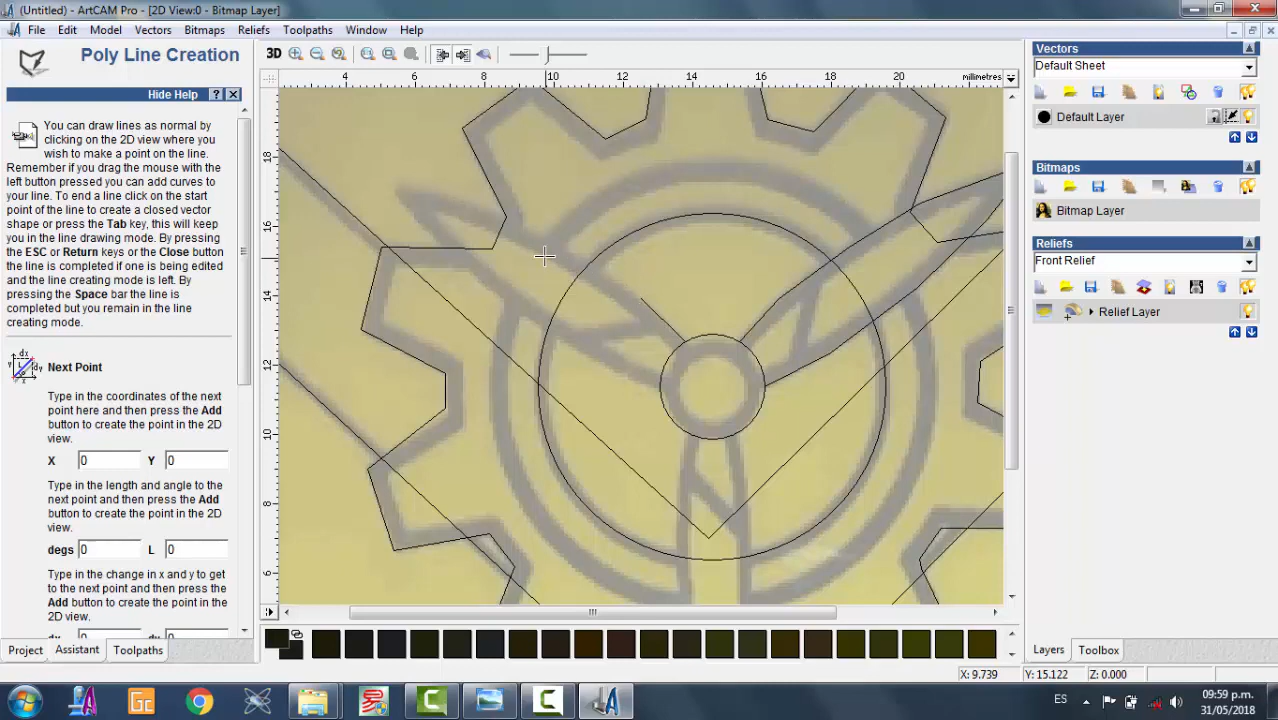 (Untitled) - ArtCAM Pro - [2D View:0 - Bitmap Layer]
File Edit Model Vectors Bitmaps Reliefs Toolpaths Window Help
Poly Line Creation
Hide Help ?
You can draw lines as normal by
clicking on the 2D view where you
wish to make a point on the line.
Remember if you drag the mouse with the
left button pressed you can add curves to
your line. To end a line click on the start
point of the line to create a closed vector
shape or press the Tab key, this will keep
you in the line drawing mode. By pressing
the ESC or Return keys or the Close button
the line is completed if one is being edited
and the line creating mode is left. By
pressing the Space bar the line is
completed but you remain in the line
creating mode.
Next Point
Type in the coordinates of the next
point here and then press the Add
button to create the point in the 2D
view.
X 0 Y 0
Type in the length and angle to the
next point and then press the Add
button to create the point in the 2D
view.
degs 0 L 0
Type in the change in x and y to get
to the next point and then press the
Add button to create the point in the
2D view.
dx 0 dy 0
Project Assistant Toolpaths
3D
4 6 8 10 12 14 16 18 20 millimetres
18
16
14
12
10
8
6
Vectors
Default Sheet
Default Layer
Bitmaps
Bitmap Layer
Reliefs
Front Relief
Relief Layer
Layers Toolbox
X: 9.739 Y: 15.122 Z: 0.000
ES
09:59 p.m.
31/05/2018